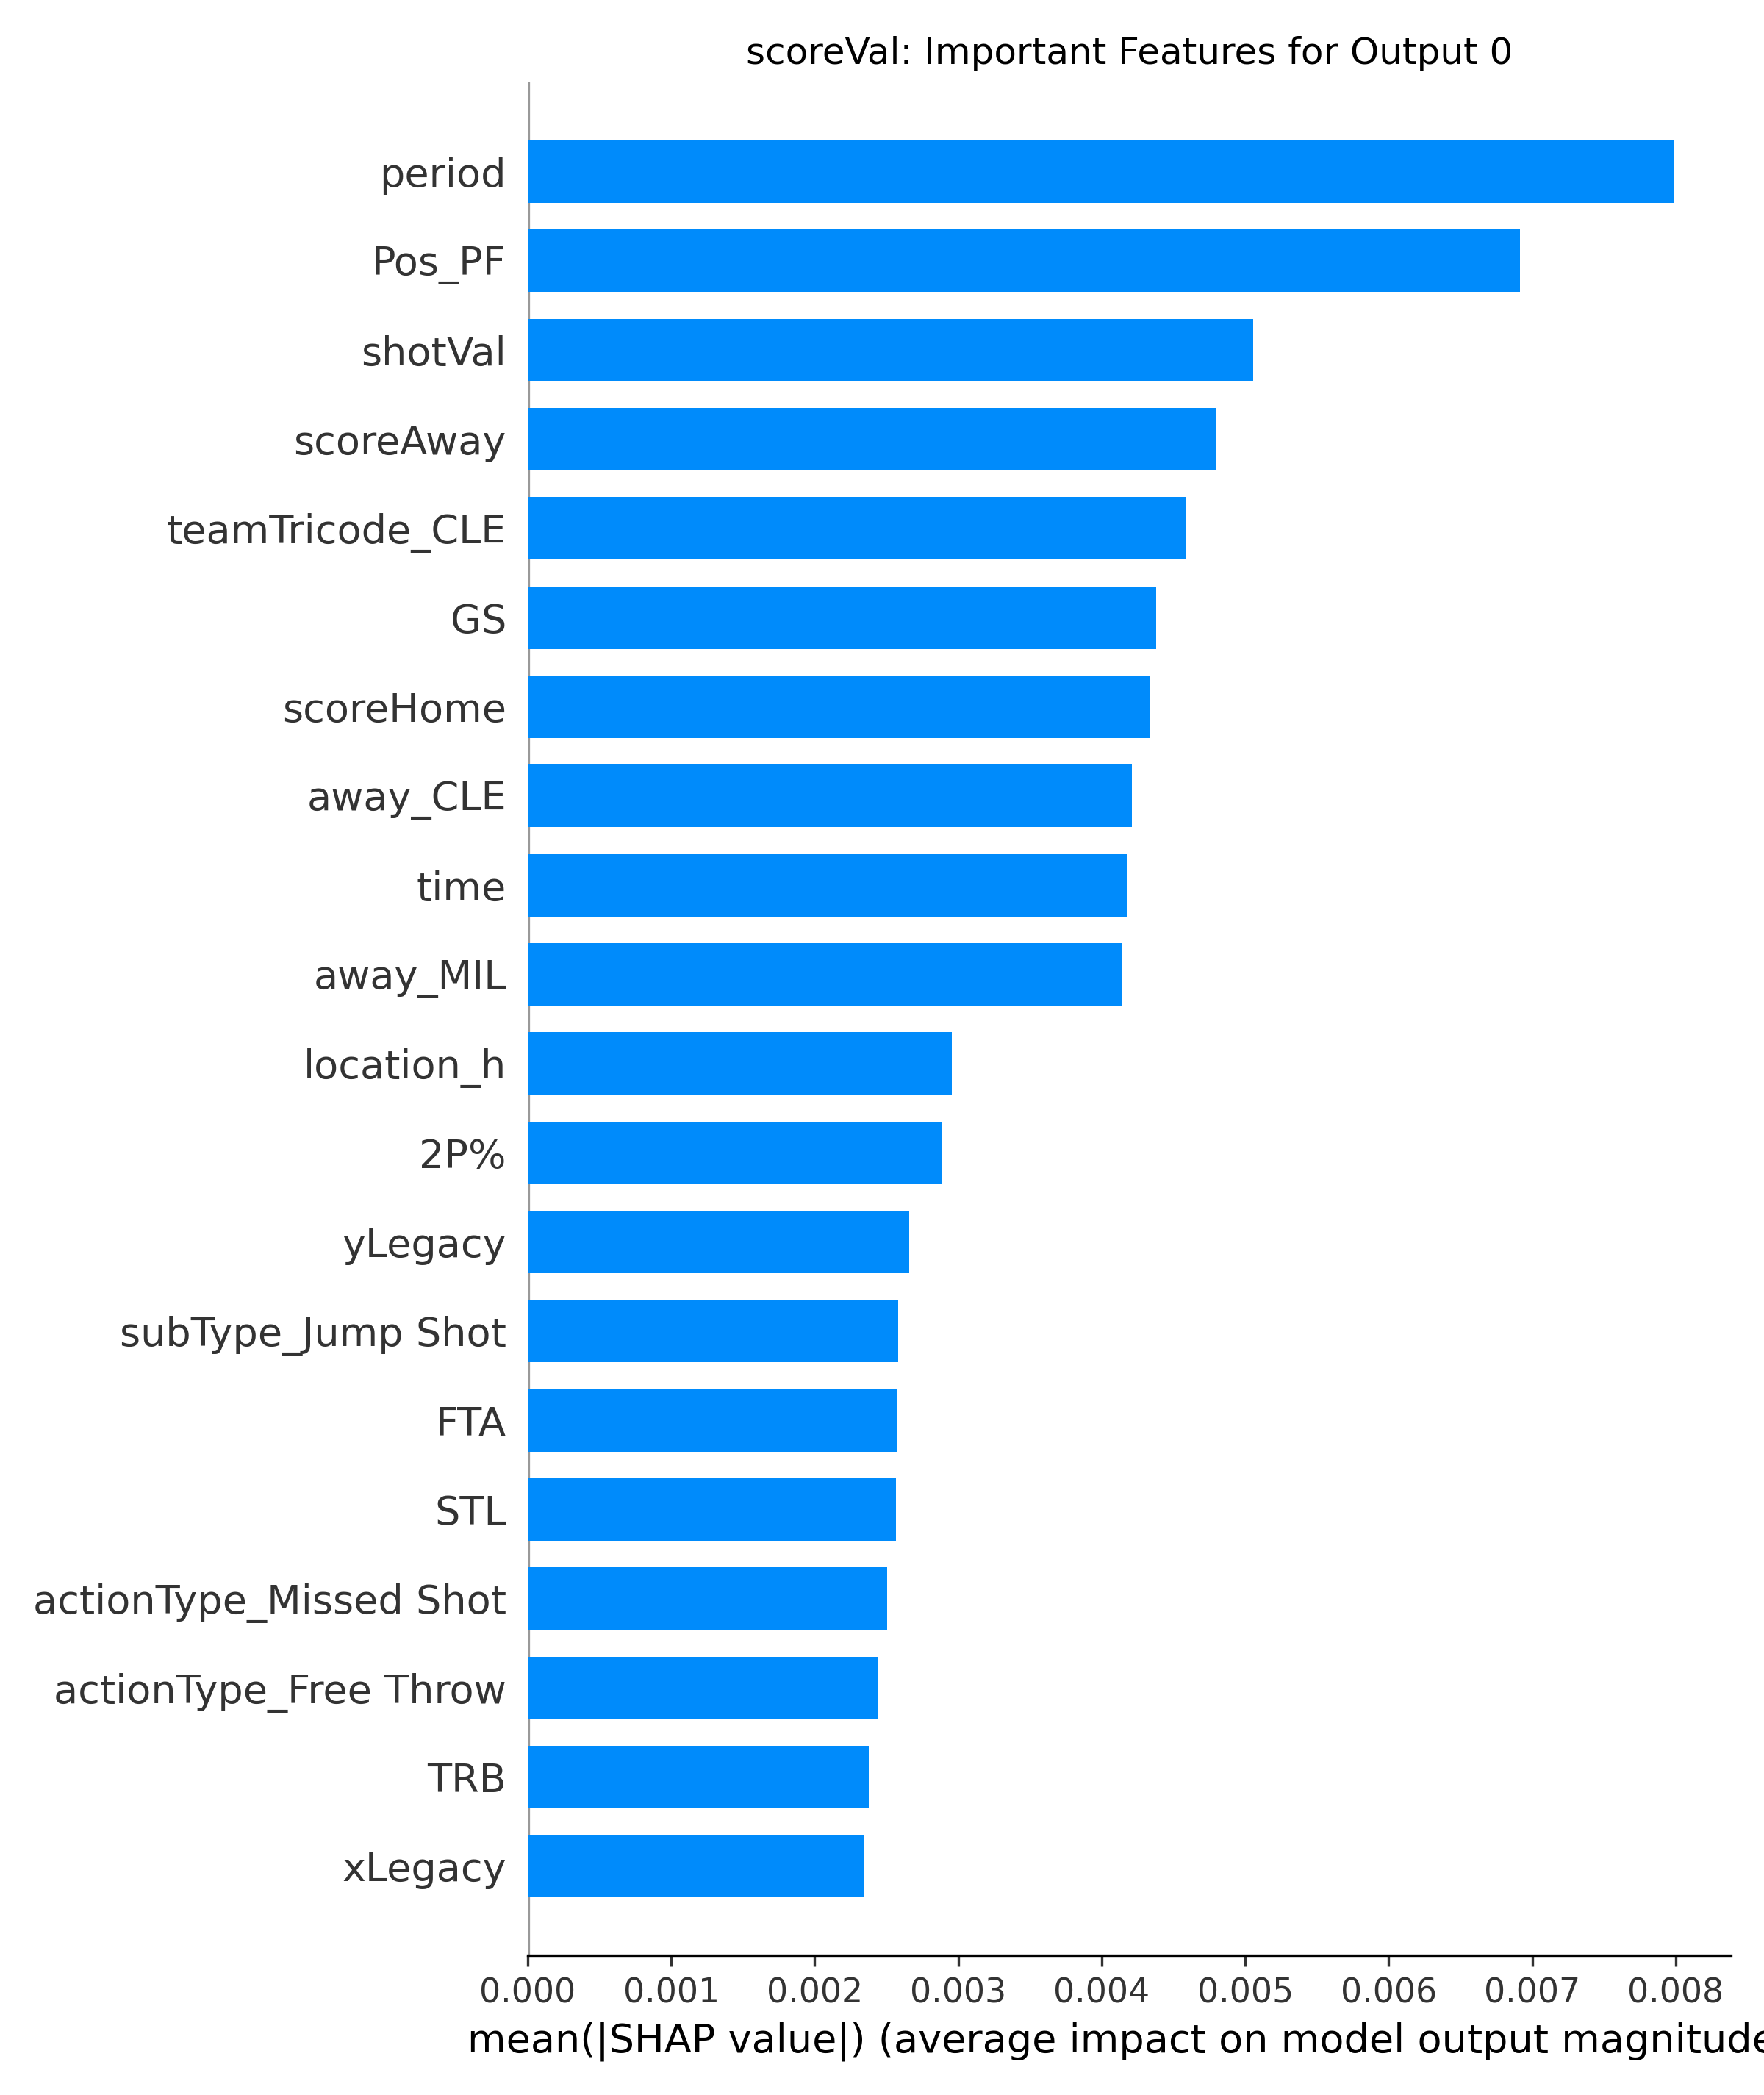 scoreVal: Important Features for Output 0
period
Pos_PF
shotVal
scoreAway
teamTricode_CLE
GS
scoreHome
away_CLE
time
away_MIL
location_h
2P%
yLegacy
subType_Jump Shot
FTA
STL
actionType_Missed Shot
actionType_Free Throw
TRB
xLegacy
0.000 0.001 0.002 0.003 0.004 0.005 0.006 0.007 0.008
mean(|SHAP value|) (average impact on model output magnitude